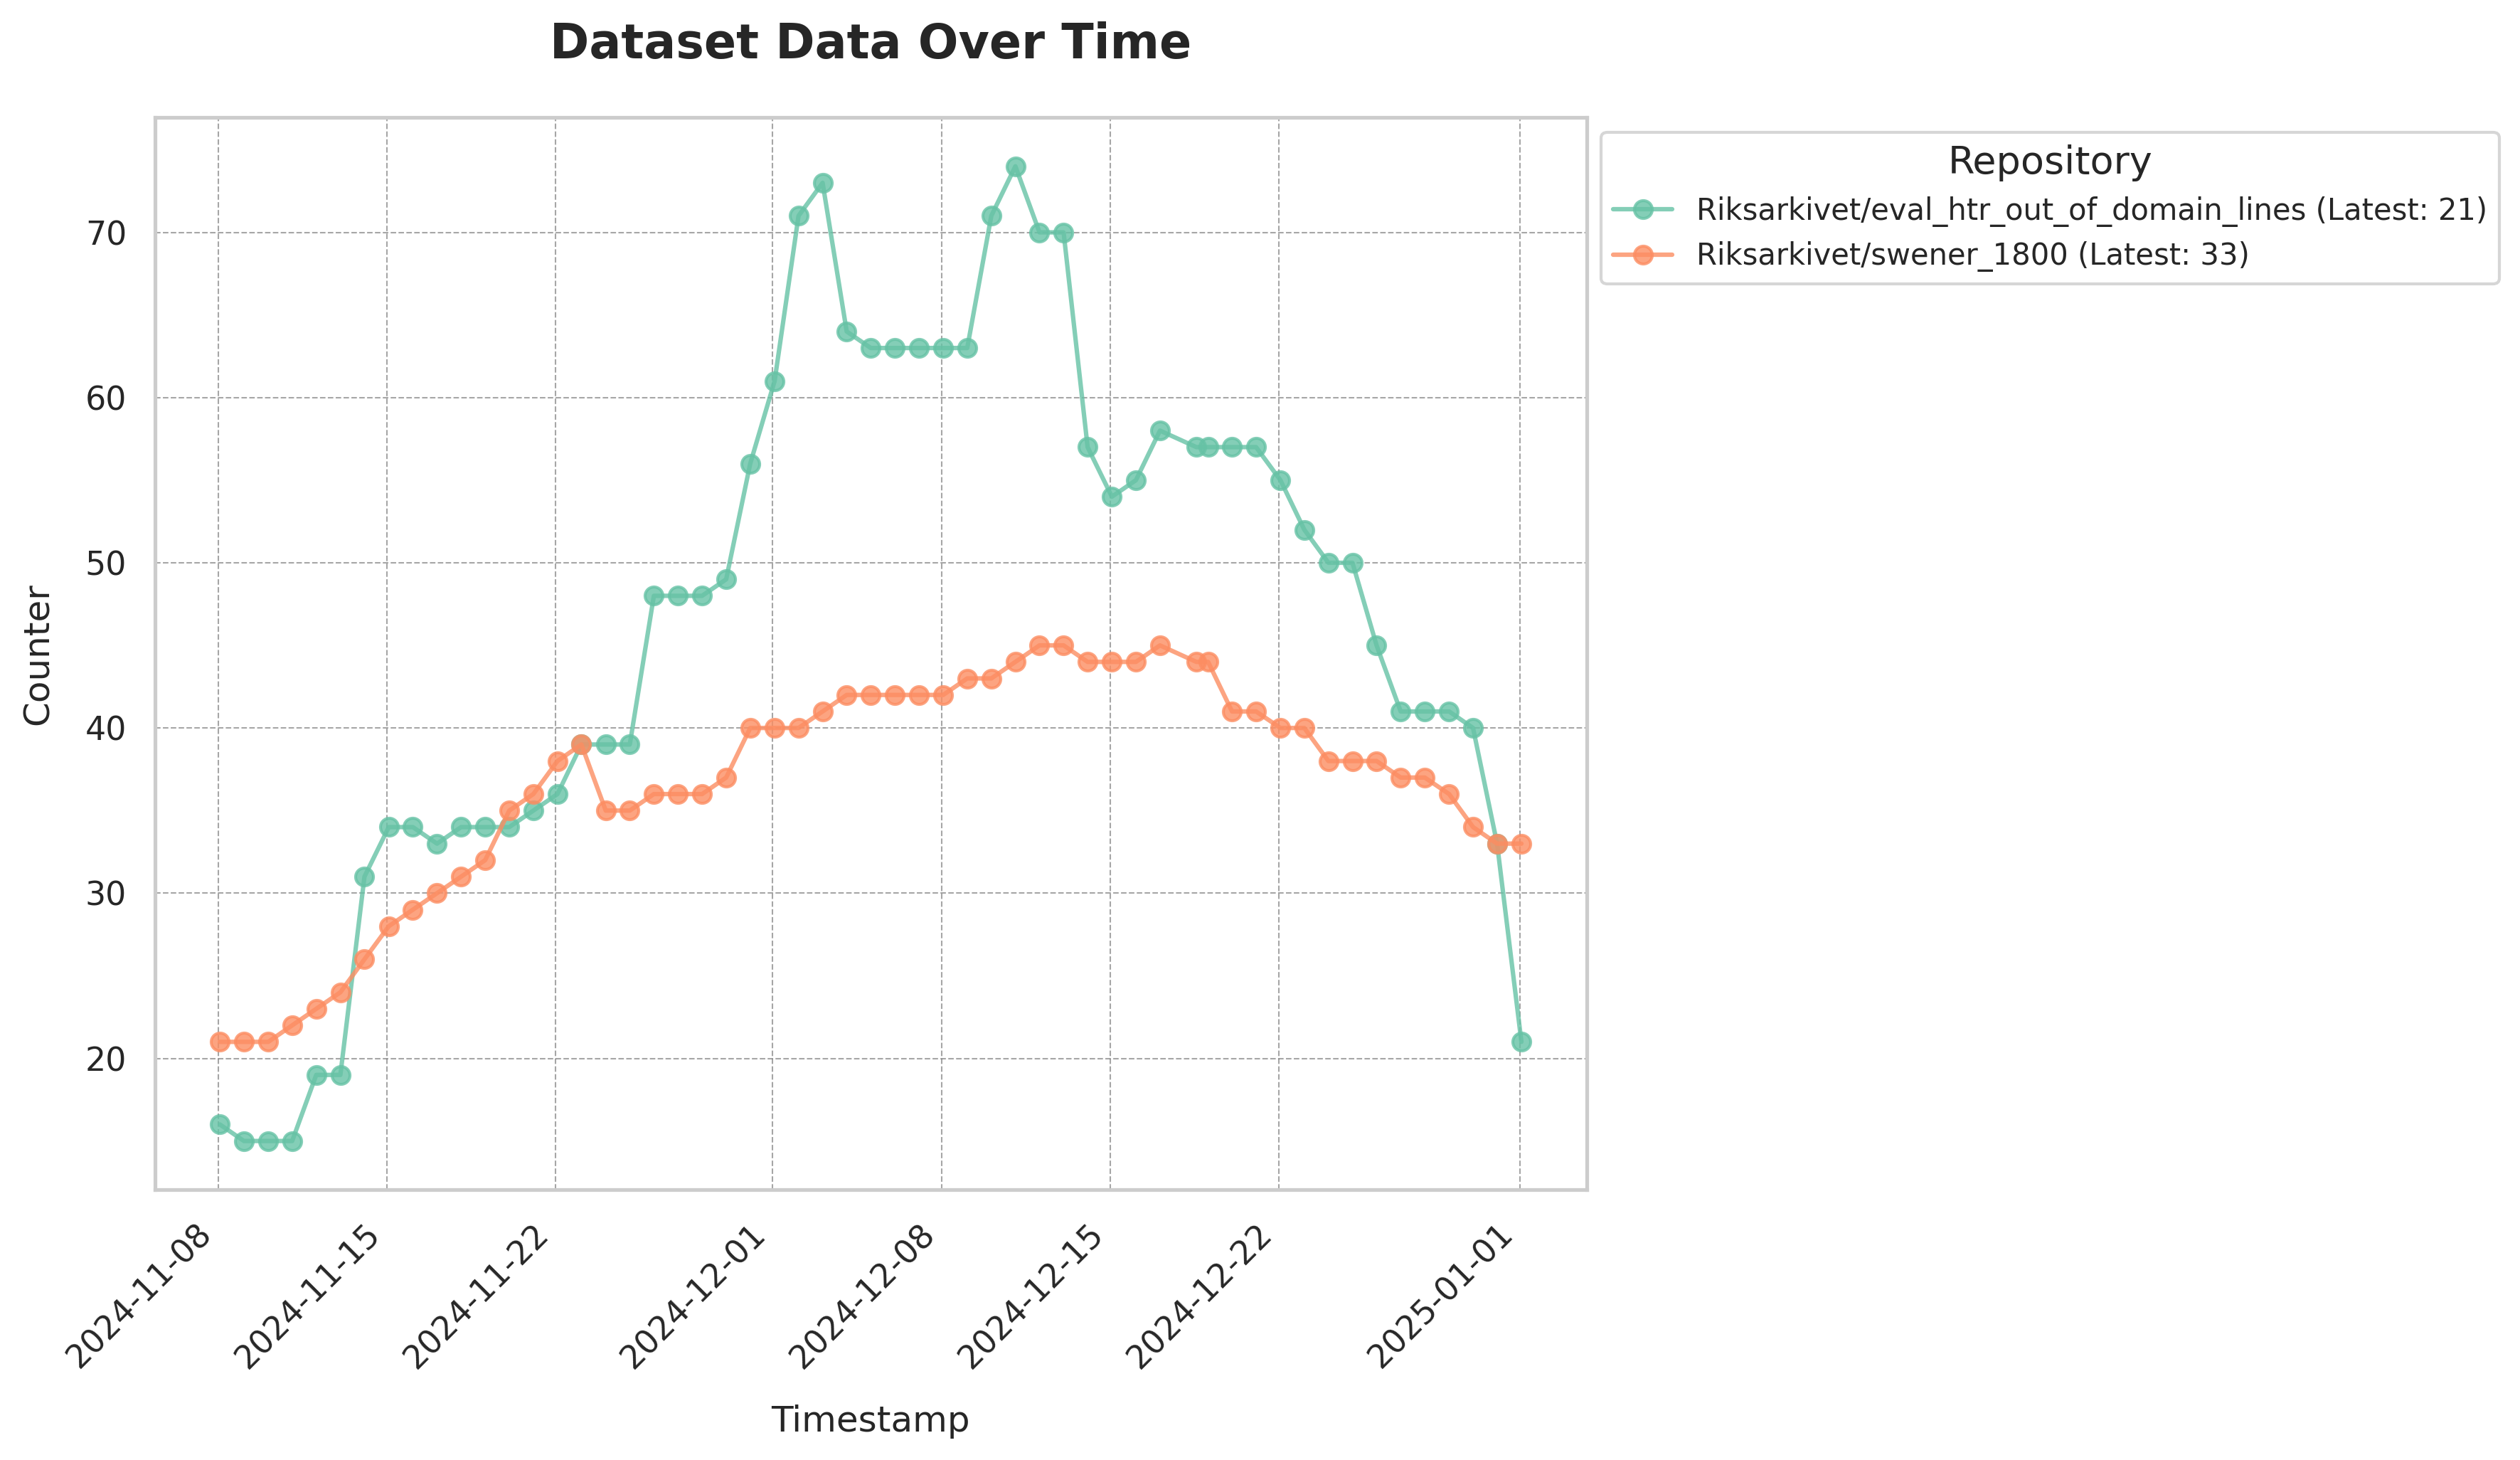 Dataset Data Over Time
Repository
Riksarkivet/eval_htr_out_of_domain_lines (Latest: 21)
Riksarkivet/swener_1800 (Latest: 33)
Counter
70
60
50
40
30
20
2024-11-08
2024-11-15
2024-11-22
2024-12-01
2024-12-08
2024-12-15
2024-12-22
2025-01-01
Timestamp